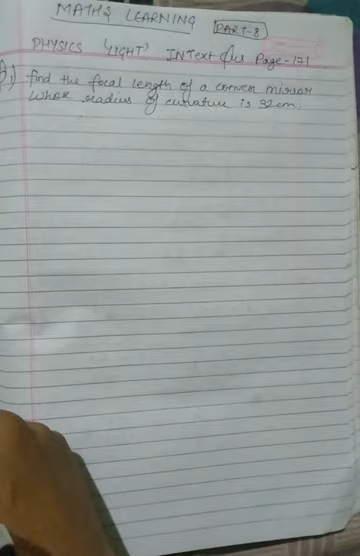 MATHS LEARNING PART-8
PHYSICS 'LIGHT' INText Qus Page-171
Q1) find the focal length of a convex mirror
whose radius of curvature is 32cm.